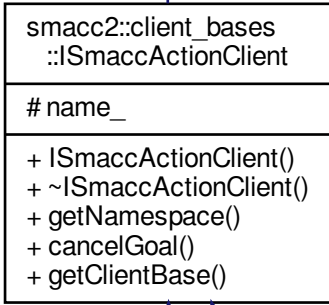 smacc2::client_bases
::ISmaccActionClient
# name_
+ ISmaccActionClient()
+ ~ISmaccActionClient()
+ getNamespace()
+ cancelGoal()
+ getClientBase()